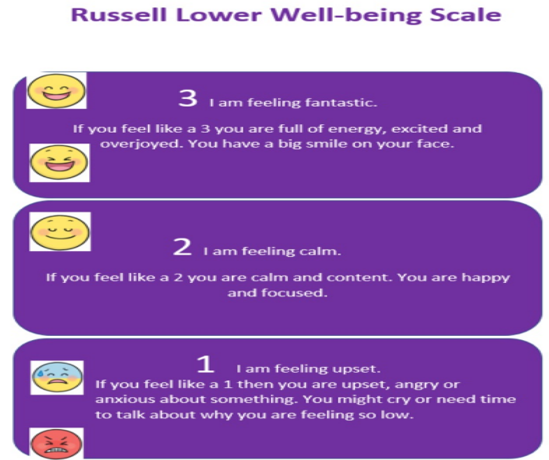 Russell Lower Well-being Scale
3 I am feeling fantastic.
If you feel like a 3 you are full of energy, excited and
overjoyed. You have a big smile on your face.
2 I am feeling calm.
If you feel like a 2 you are calm and content. You are happy
and focused.
1 I am feeling upset.
If you feel like a 1 then you are upset, angry or
anxious about something. You might cry or need time
to talk about why you are feeling so low.